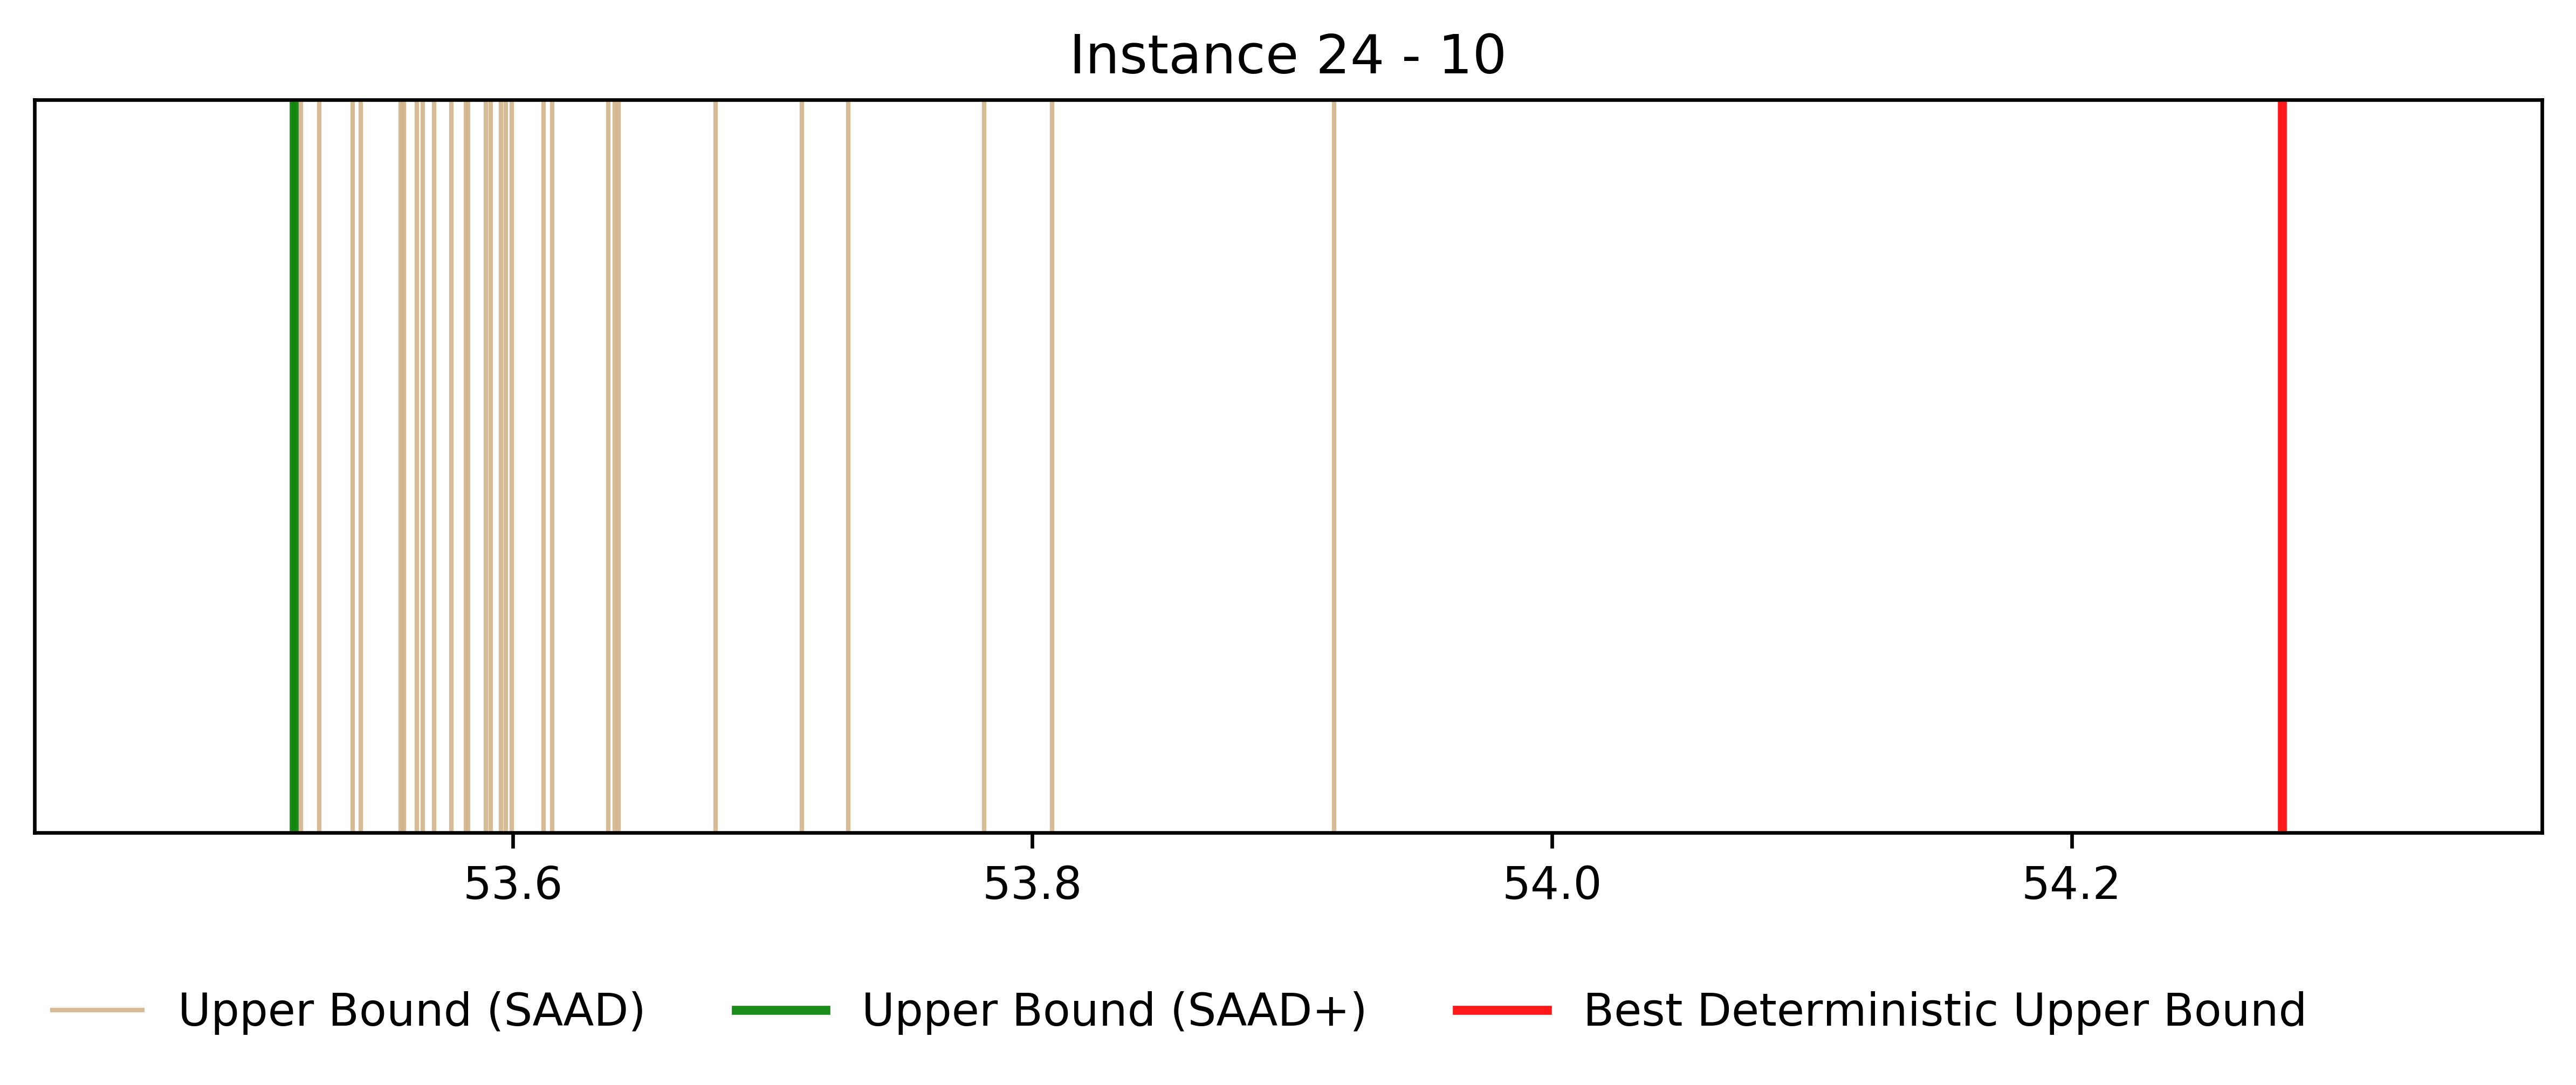 Instance 24 - 10
53.6 53.8 54.0 54.2
Upper Bound (SAAD) Upper Bound (SAAD+) Best Deterministic Upper Bound